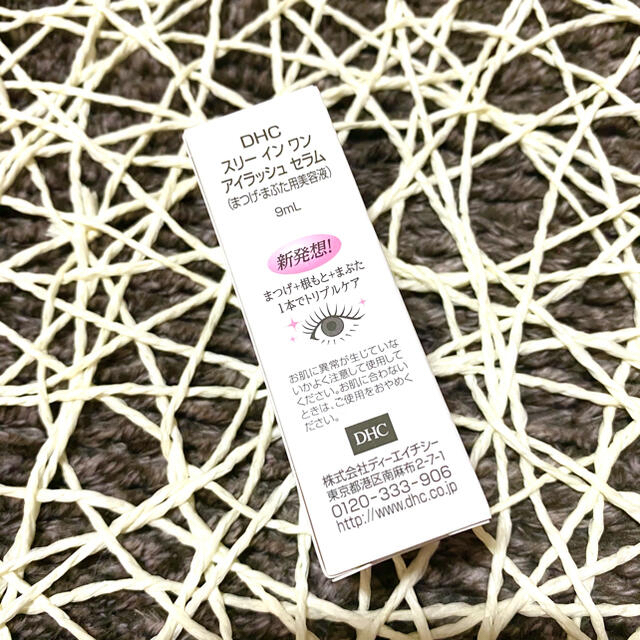 DHC
スリー イン ワン
アイラッシュ セラム
(まつげ・まぶた用美容液)
9mL
新発想!
まつげ+根もと+まぶた
1本でトリプルケア
お肌に異常が生じていな
いかよく注意して使用して
ください。お肌に合わない
ときは、ご使用をおやめく
ださい。
DHC
株式会社ディーエイチシー
東京都港区南麻布2-7-1
0120-333-906
http://www.dhc.co.jp